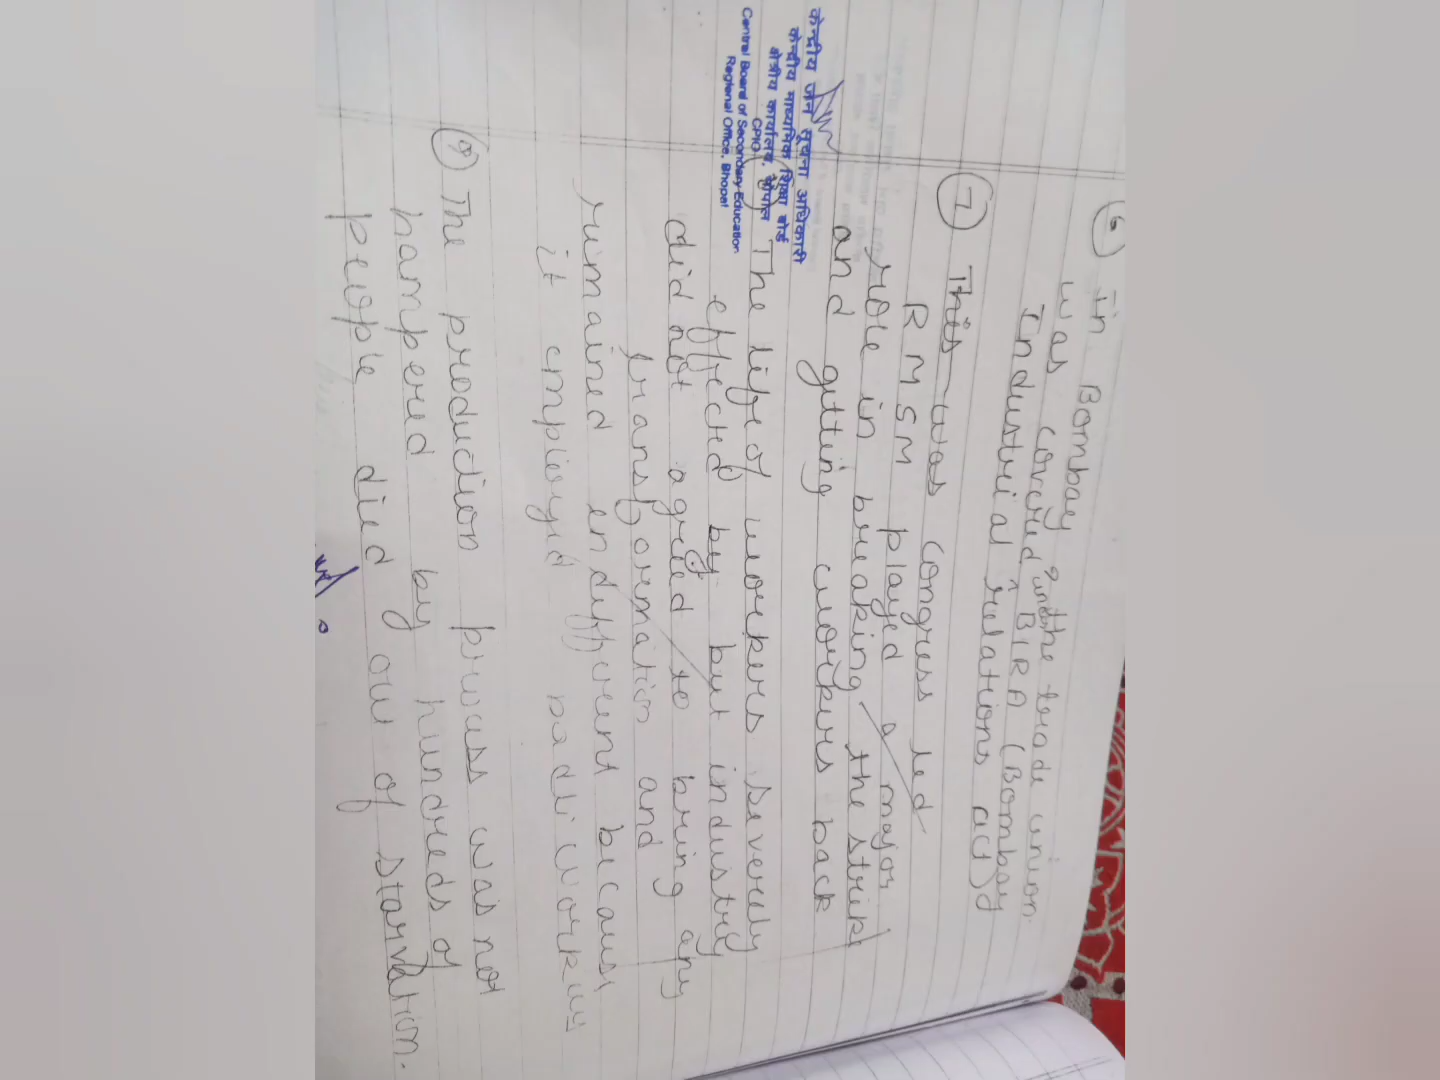 6 In Bombay the trade union
was covered under BIRA (Bombay
Industrial relations act)
7 This was congress led
RMSM played a major
role in breaking the strike
and getting workers back
केन्द्रीय जन सूचना अधिकारी
केन्द्रीय माध्यमिक शिक्षा बोर्ड
क्षेत्रीय कार्यालय, भोपाल
CPIO,
Central Board of Secondary Education
Regional Office, Bhopal
8 The life of workers severely
effected by but industry
did not agreed to bring any
transformation and
remained indifferent because
it employed badli workers
9 The production process was not
hampered by hundreds of
people died out of starvation.